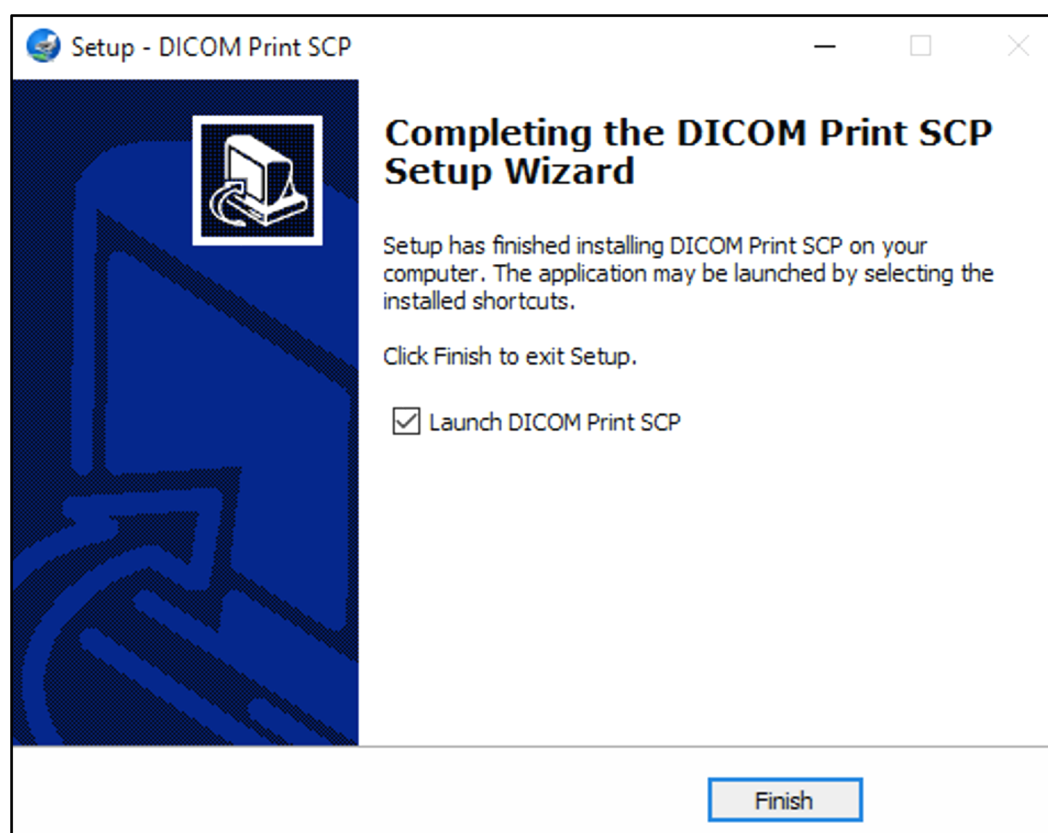 Setup - DICOM Print SCP
Completing the DICOM Print SCP
Setup Wizard
Setup has finished installing DICOM Print SCP on your
computer. The application may be launched by selecting the
installed shortcuts.
Click Finish to exit Setup.
Launch DICOM Print SCP
Finish